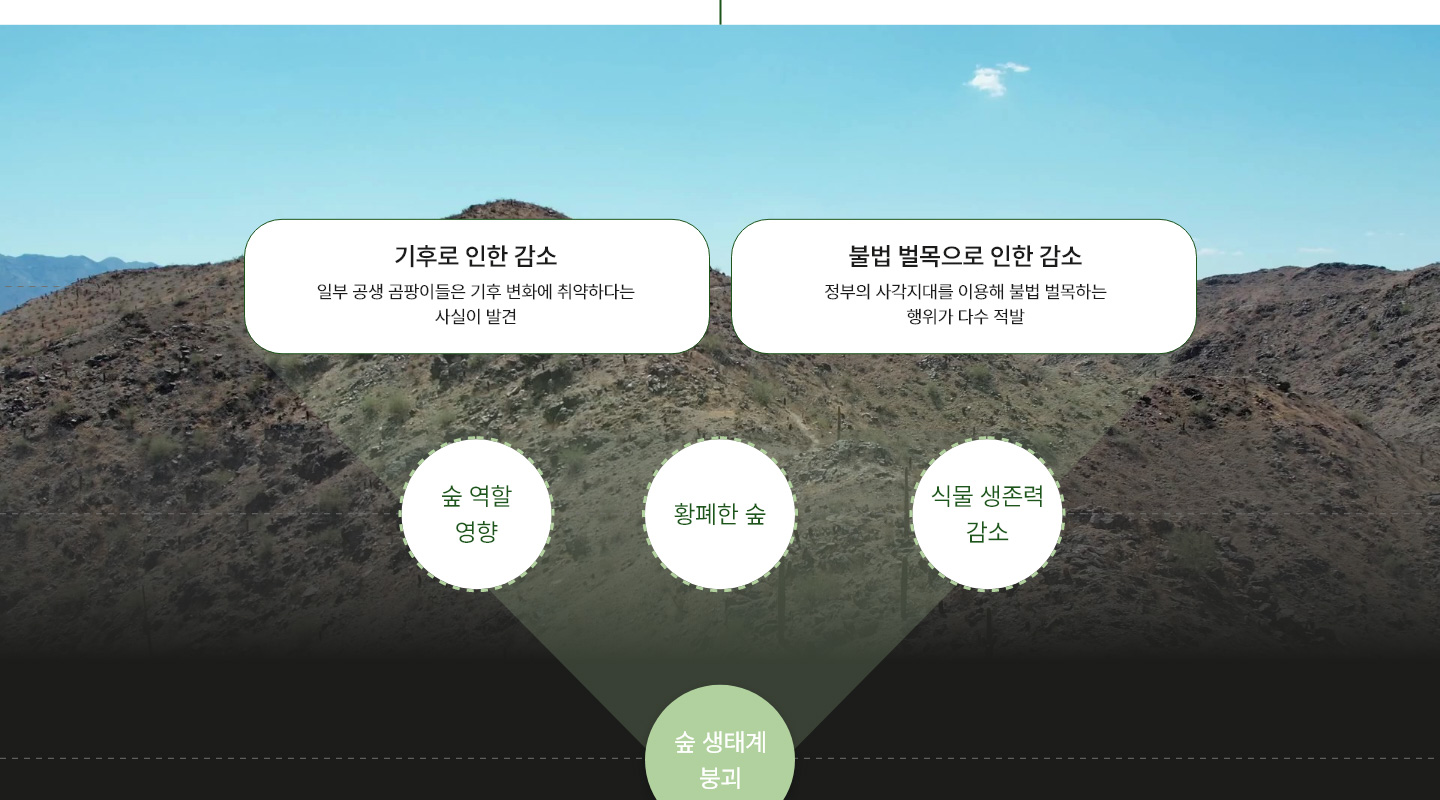 기후로 인한 감소
일부 공생 곰팡이들은 기후 변화에 취약하다는
사실이 발견
불법 벌목으로 인한 감소
정부의 사각지대를 이용해 불법 벌목하는
행위가 다수 적발
숲 역할
영향
황폐한 숲
식물 생존력
감소
숲 생태계
붕괴